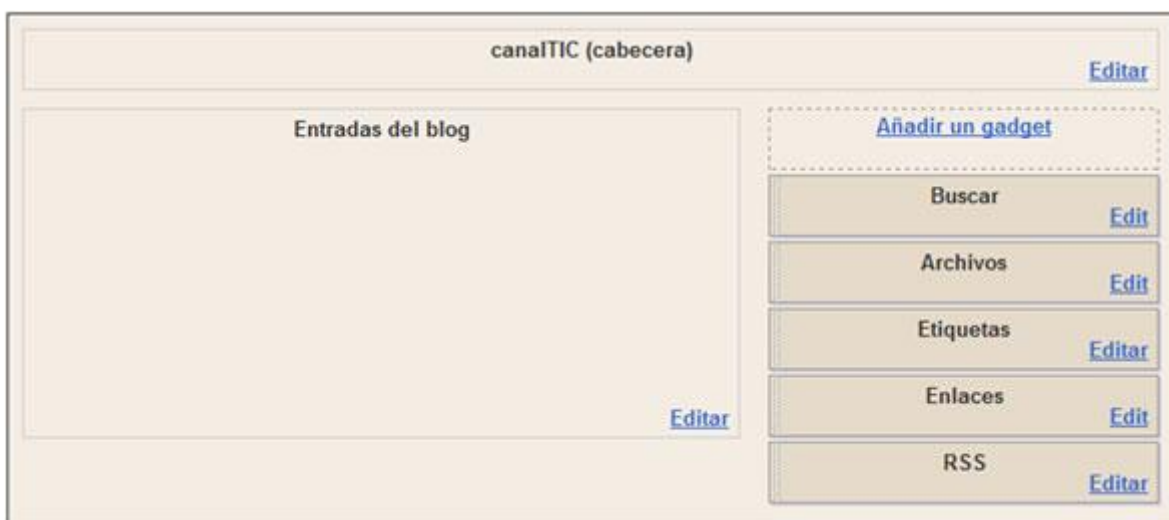 canalTIC (cabecera)
Editar
Entradas del blog
Editar
Añadir un gadget
Buscar
Edit
Archivos
Edit
Etiquetas
Editar
Enlaces
Edit
RSS
Editar